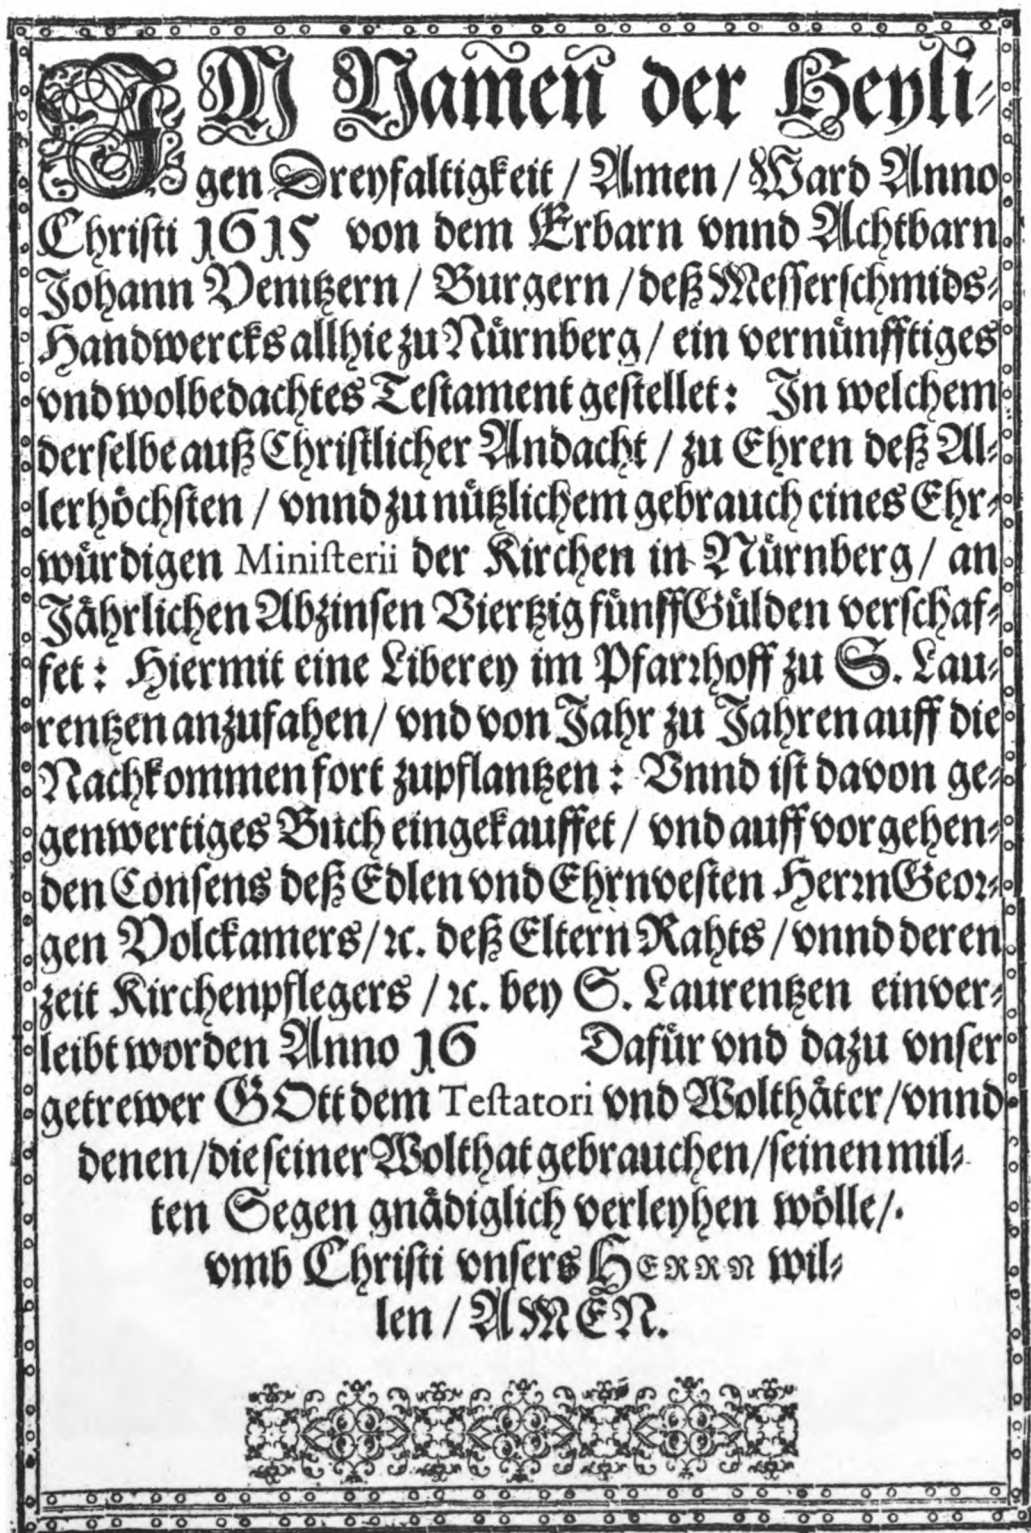 IM Namen der Heyli-
gen Dreyfaltigkeit / Amen / Ward Anno
Christi 1615 von dem Erbarn vnnd Achtbarn
Johann Venitzern / Burgern / deß Messerschmids-
Handwercks allhie zu Nürnberg / ein vernünfftiges
vnd wolbedachtes Testament gestellet: In welchem
derselbe auß Christlicher Andacht / zu Ehren deß Al-
lerhöchsten / vnnd zu nützlichem gebrauch eines Ehr-
würdigen Ministerii der Kirchen in Nürnberg / an
Jährlichen Abzinsen Viertzig fünff Gülden verschaf-
fet: Hiermit eine Liberey im Pfarrhoff zu S. Lau-
rentzen anzufahen / vnd von Jahr zu Jahren auff die
Nachkommen fort zupflantzen: Vnnd ist davon ge-
genwertiges Buch eingekauffet / vnd auff vorgehen-
den Consens deß Edlen vnd Ehrnvesten Herrn Geor-
gen Volckamers / ꝛc. deß Eltern Rahts / vnnd deren
zeit Kirchenpflegers / ꝛc. bey S. Laurentzen einver-
leibt worden Anno 16 Dafür vnd dazu vnser
getrewer GOtt dem Testatori vnd Wolthäter / vnnd
denen / die seiner Wolthat gebrauchen / seinen mil-
ten Segen gnädiglich verleyhen wölle /
vmb Christi vnsers HERRN wil-
len / AMEN.